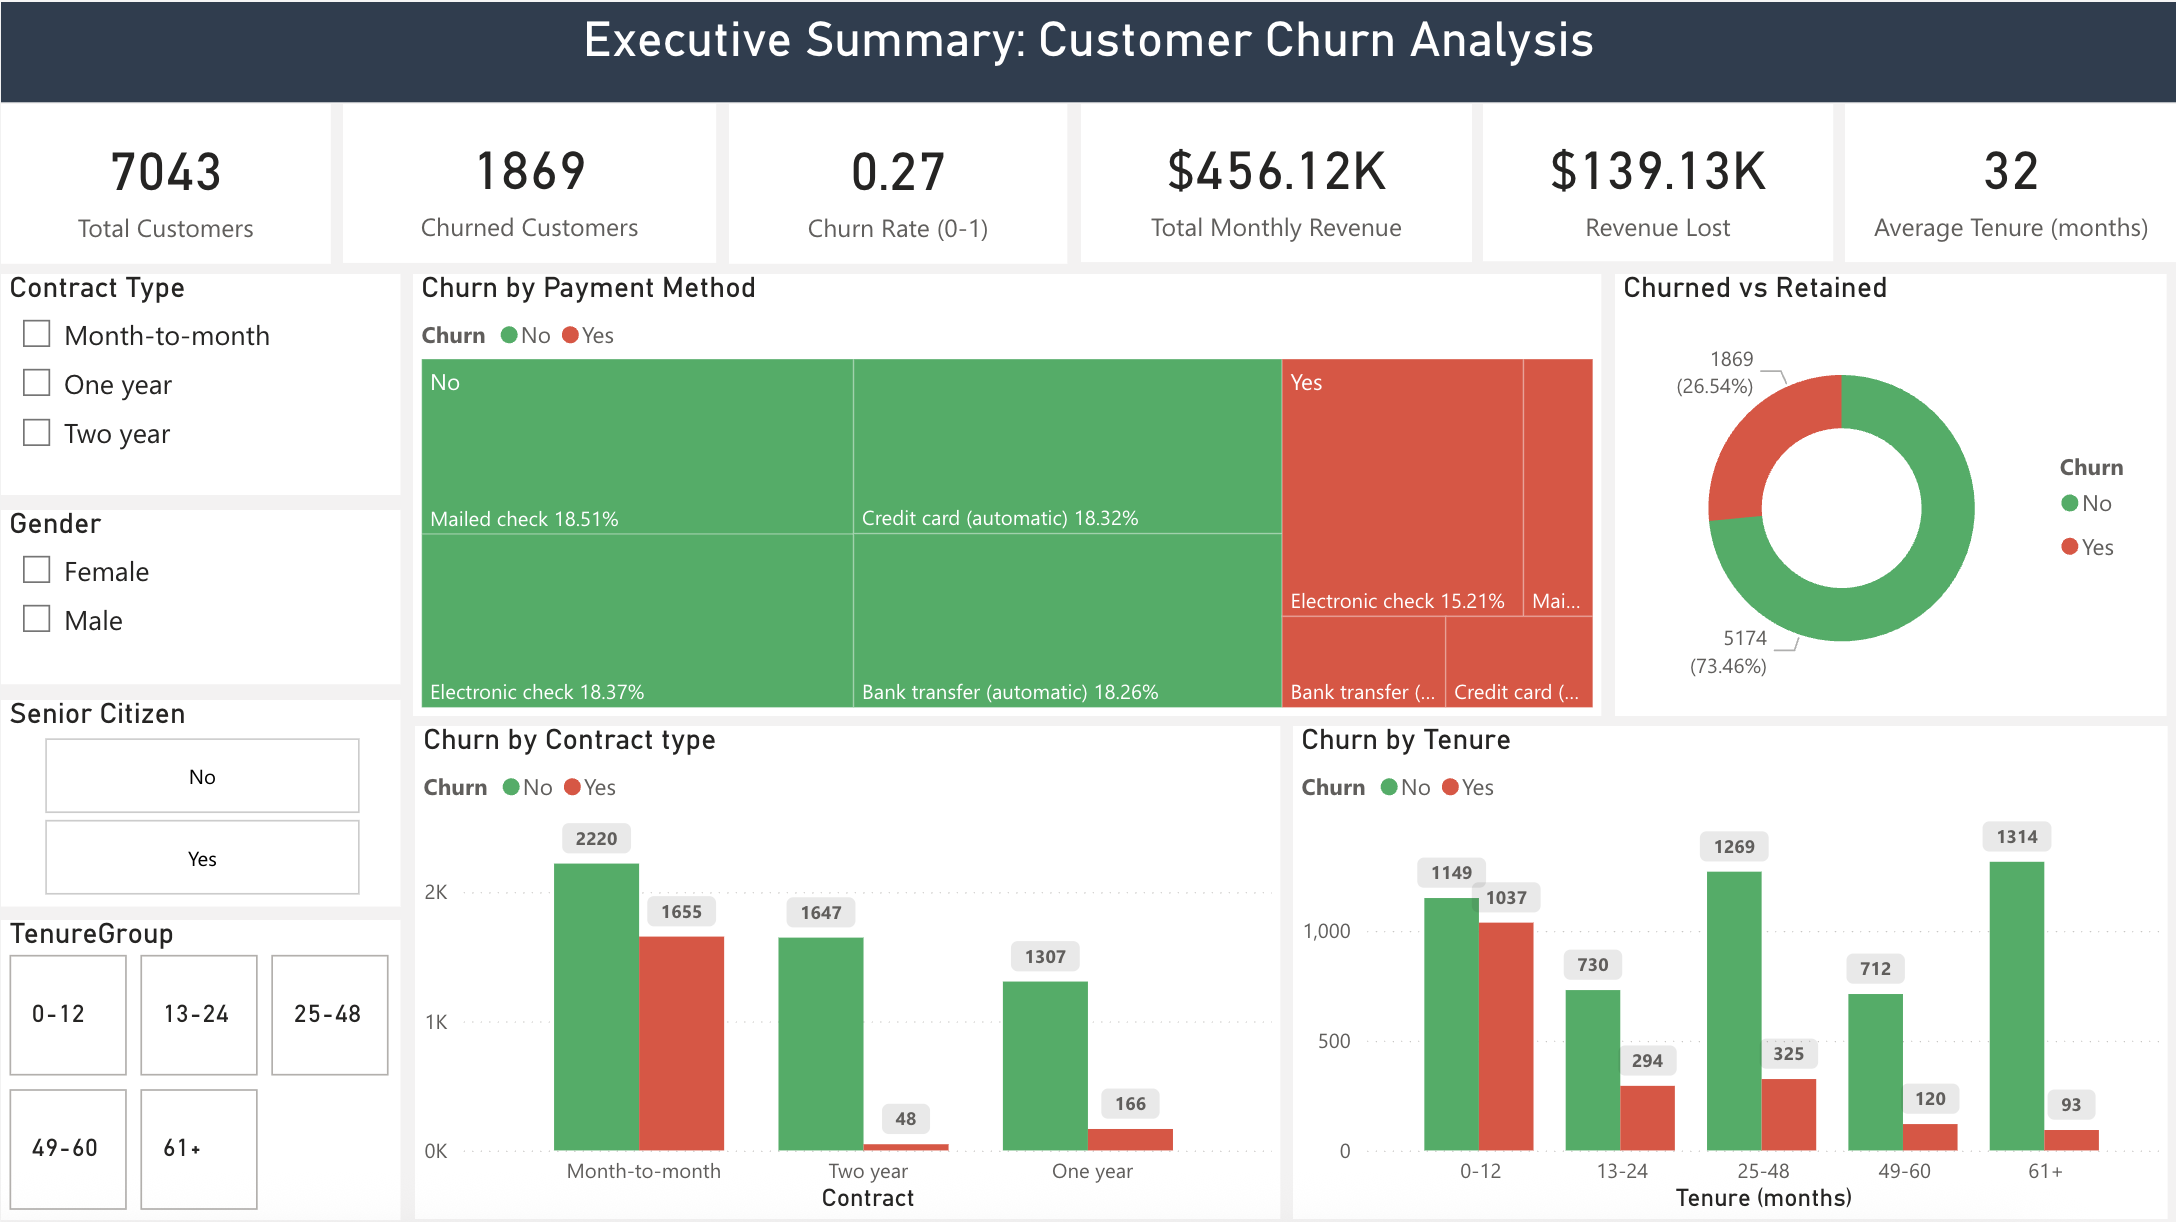 Executive Summary: Customer Churn Analysis
7043
Total Customers
1869
Churned Customers
0.27
Churn Rate (0-1)
$456.12K
Total Monthly Revenue
$139.13K
Revenue Lost
32
Average Tenure (months)
Contract Type
Month-to-month
One year
Two year
Gender
Female
Male
Senior Citizen
No
Yes
TenureGroup
0-12
13-24
25-48
49-60
61+
Churn by Payment Method
Churn No Yes
No
Mailed check 18.51%
Credit card (automatic) 18.32%
Electronic check 18.37%
Bank transfer (automatic) 18.26%
Yes
Electronic check 15.21%
Mai...
Bank transfer (...
Credit card (...
Churned vs Retained
1869
(26.54%)
5174
(73.46%)
Churn
No
Yes
Churn by Contract type
Churn No Yes
2K
1K
0K
2220
1655
1647
48
1307
166
Month-to-month
Two year
One year
Contract
Churn by Tenure
Churn No Yes
1,000
500
0
1149
1037
730
294
1269
325
712
120
1314
93
0-12
13-24
25-48
49-60
61+
Tenure (months)